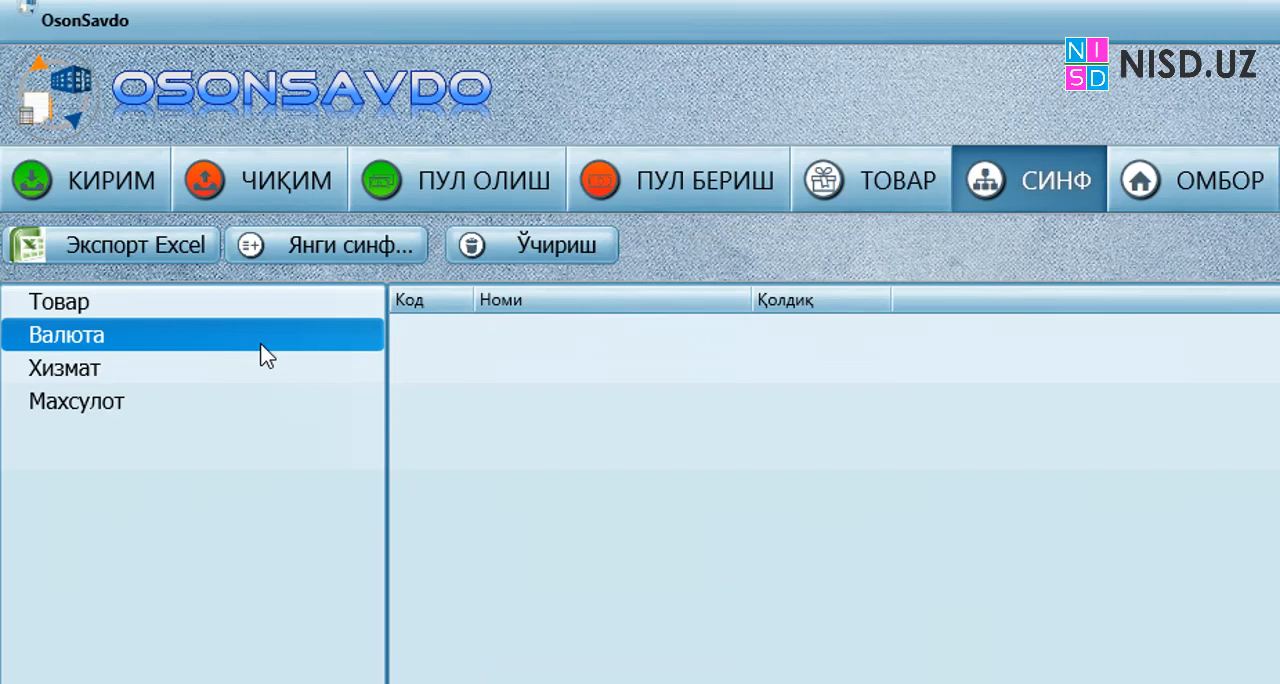 OsonSavdo
OSONSAVDO
NISD
NISD.UZ
КИРИМ ЧИҚИМ ПУЛ ОЛИШ ПУЛ БЕРИШ ТОВАР СИНФ ОМБОР
Экспорт Excel Янги синф... Ўчириш
Товар
Валюта
Хизмат
Махсулот
Код Номи Қолдиқ